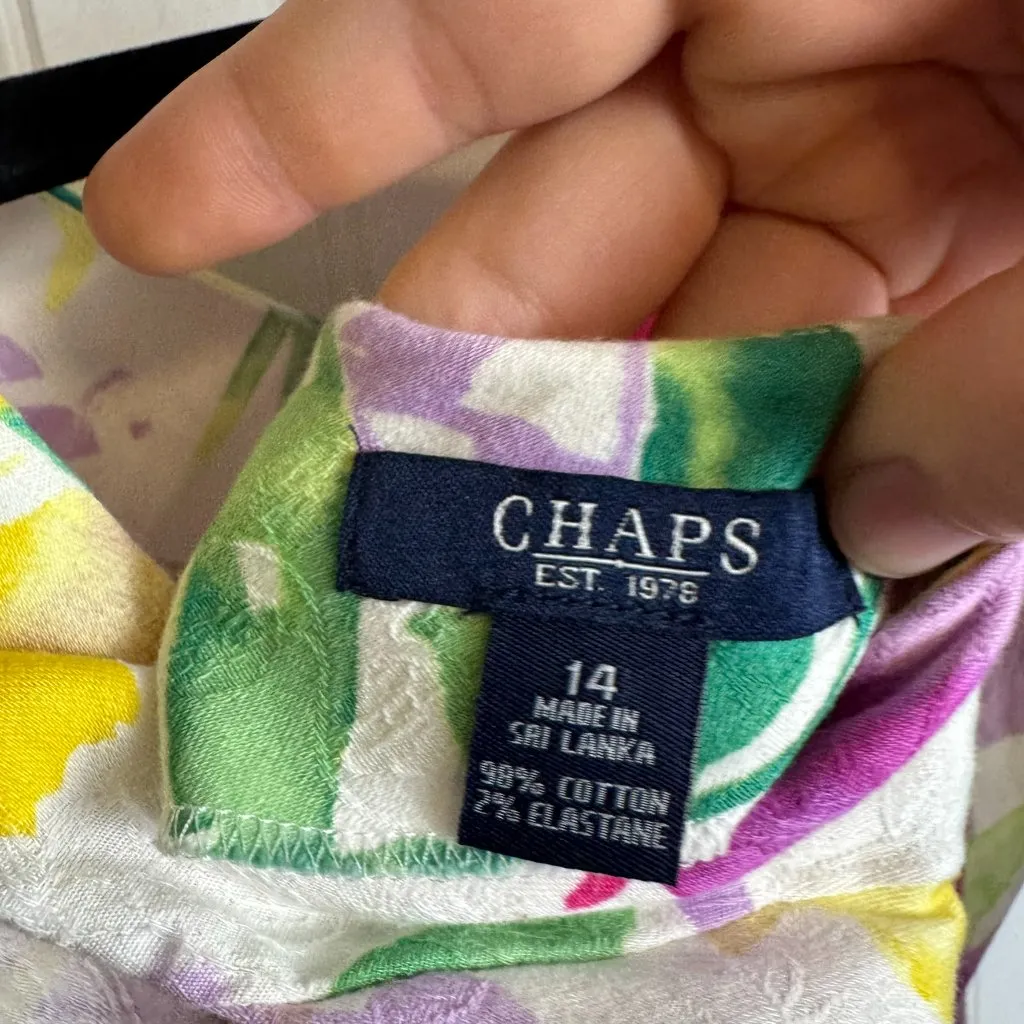 CHAPS
EST. 1978
14
MADE IN
SRI LANKA
98% COTTON
2% ELASTANE